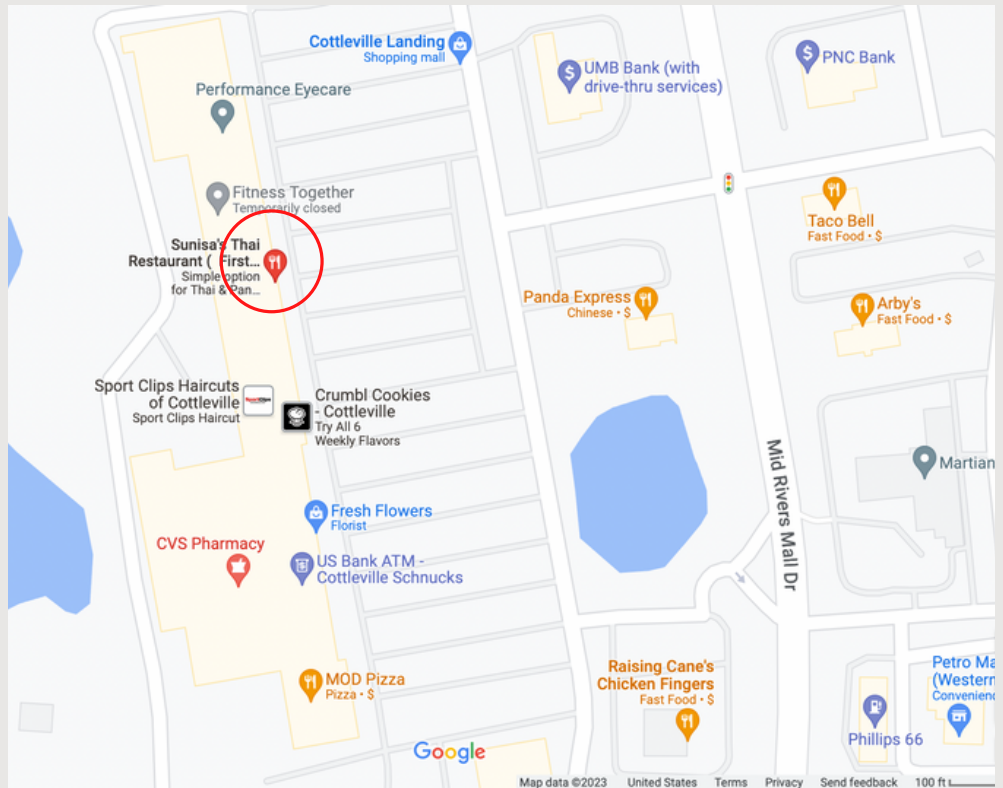 Cottleville Landing
Shopping mall
UMB Bank (with
drive-thru services)
PNC Bank
Performance Eyecare
Fitness Together
Temporarily closed
Taco Bell
Fast Food • $
Sunisa's Thai
Restaurant ( First...
Simple option
for Thai & Pan...
Panda Express
Chinese • $
Arby's
Fast Food • $
Sport Clips Haircuts
of Cottleville
Sport Clips Haircut
Crumbl Cookies
- Cottleville
Try All 6
Weekly Flavors
Mid Rivers Mall Dr
Martian
Fresh Flowers
Florist
CVS Pharmacy
US Bank ATM -
Cottleville Schnucks
MOD Pizza
Pizza • $
Raising Cane's
Chicken Fingers
Fast Food • $
Petro Ma
(Western
Convenienc
Phillips 66
Google
Map data ©2023 United States Terms Privacy Send feedback 100 ft